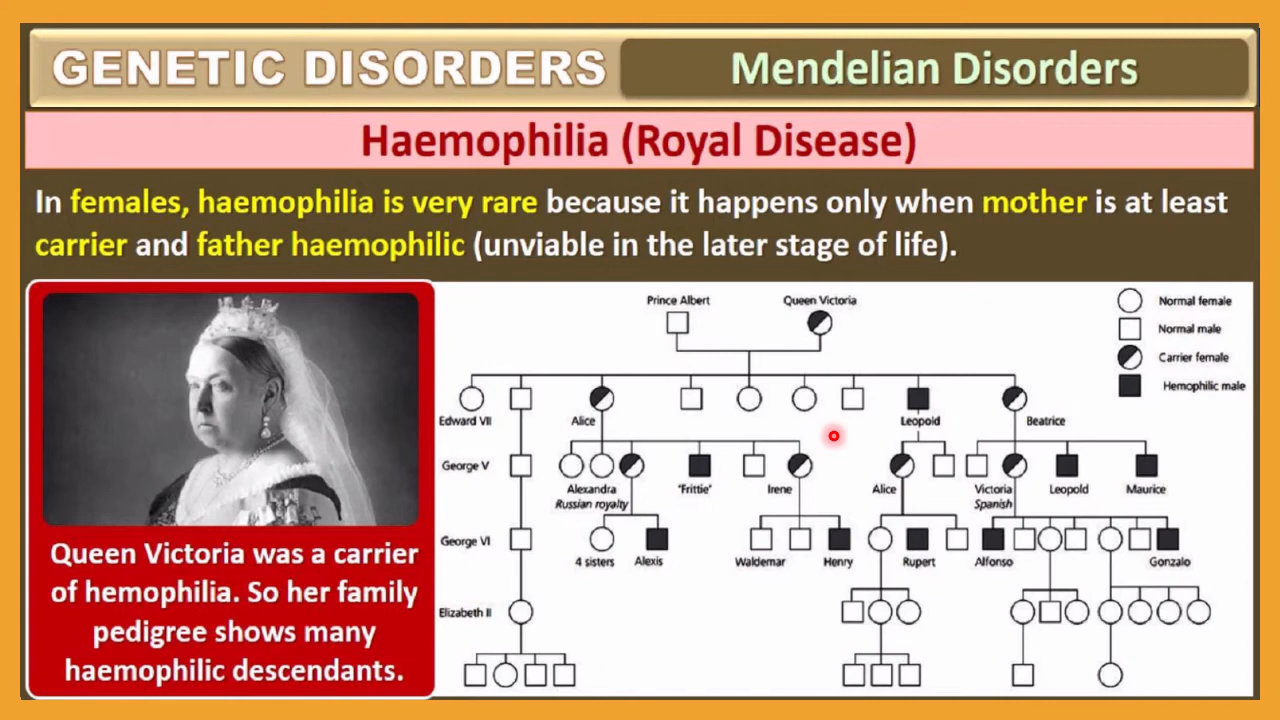 GENETIC DISORDERS
Mendelian Disorders
Haemophilia (Royal Disease)
In females, haemophilia is very rare because it happens only when mother is at least
carrier and father haemophilic (unviable in the later stage of life).
Queen Victoria was a carrier
of hemophilia. So her family
pedigree shows many
haemophilic descendants.
Prince Albert
Queen Victoria
Normal female
Normal male
Carrier female
Hemophilic male
Edward VII
Alice
Leopold
Beatrice
George V
Alexandra
Russian royalty
'Frittie'
Irene
Alice
Victoria
Spanish
Leopold
Maurice
George VI
4 sisters
Alexis
Waldemar
Henry
Rupert
Alfonso
Gonzalo
Elizabeth II